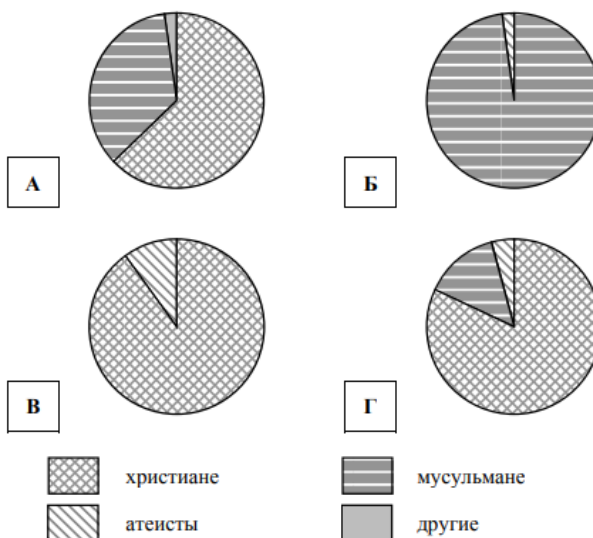 А
Б
В
Г
христиане
мусульмане
атеисты
другие